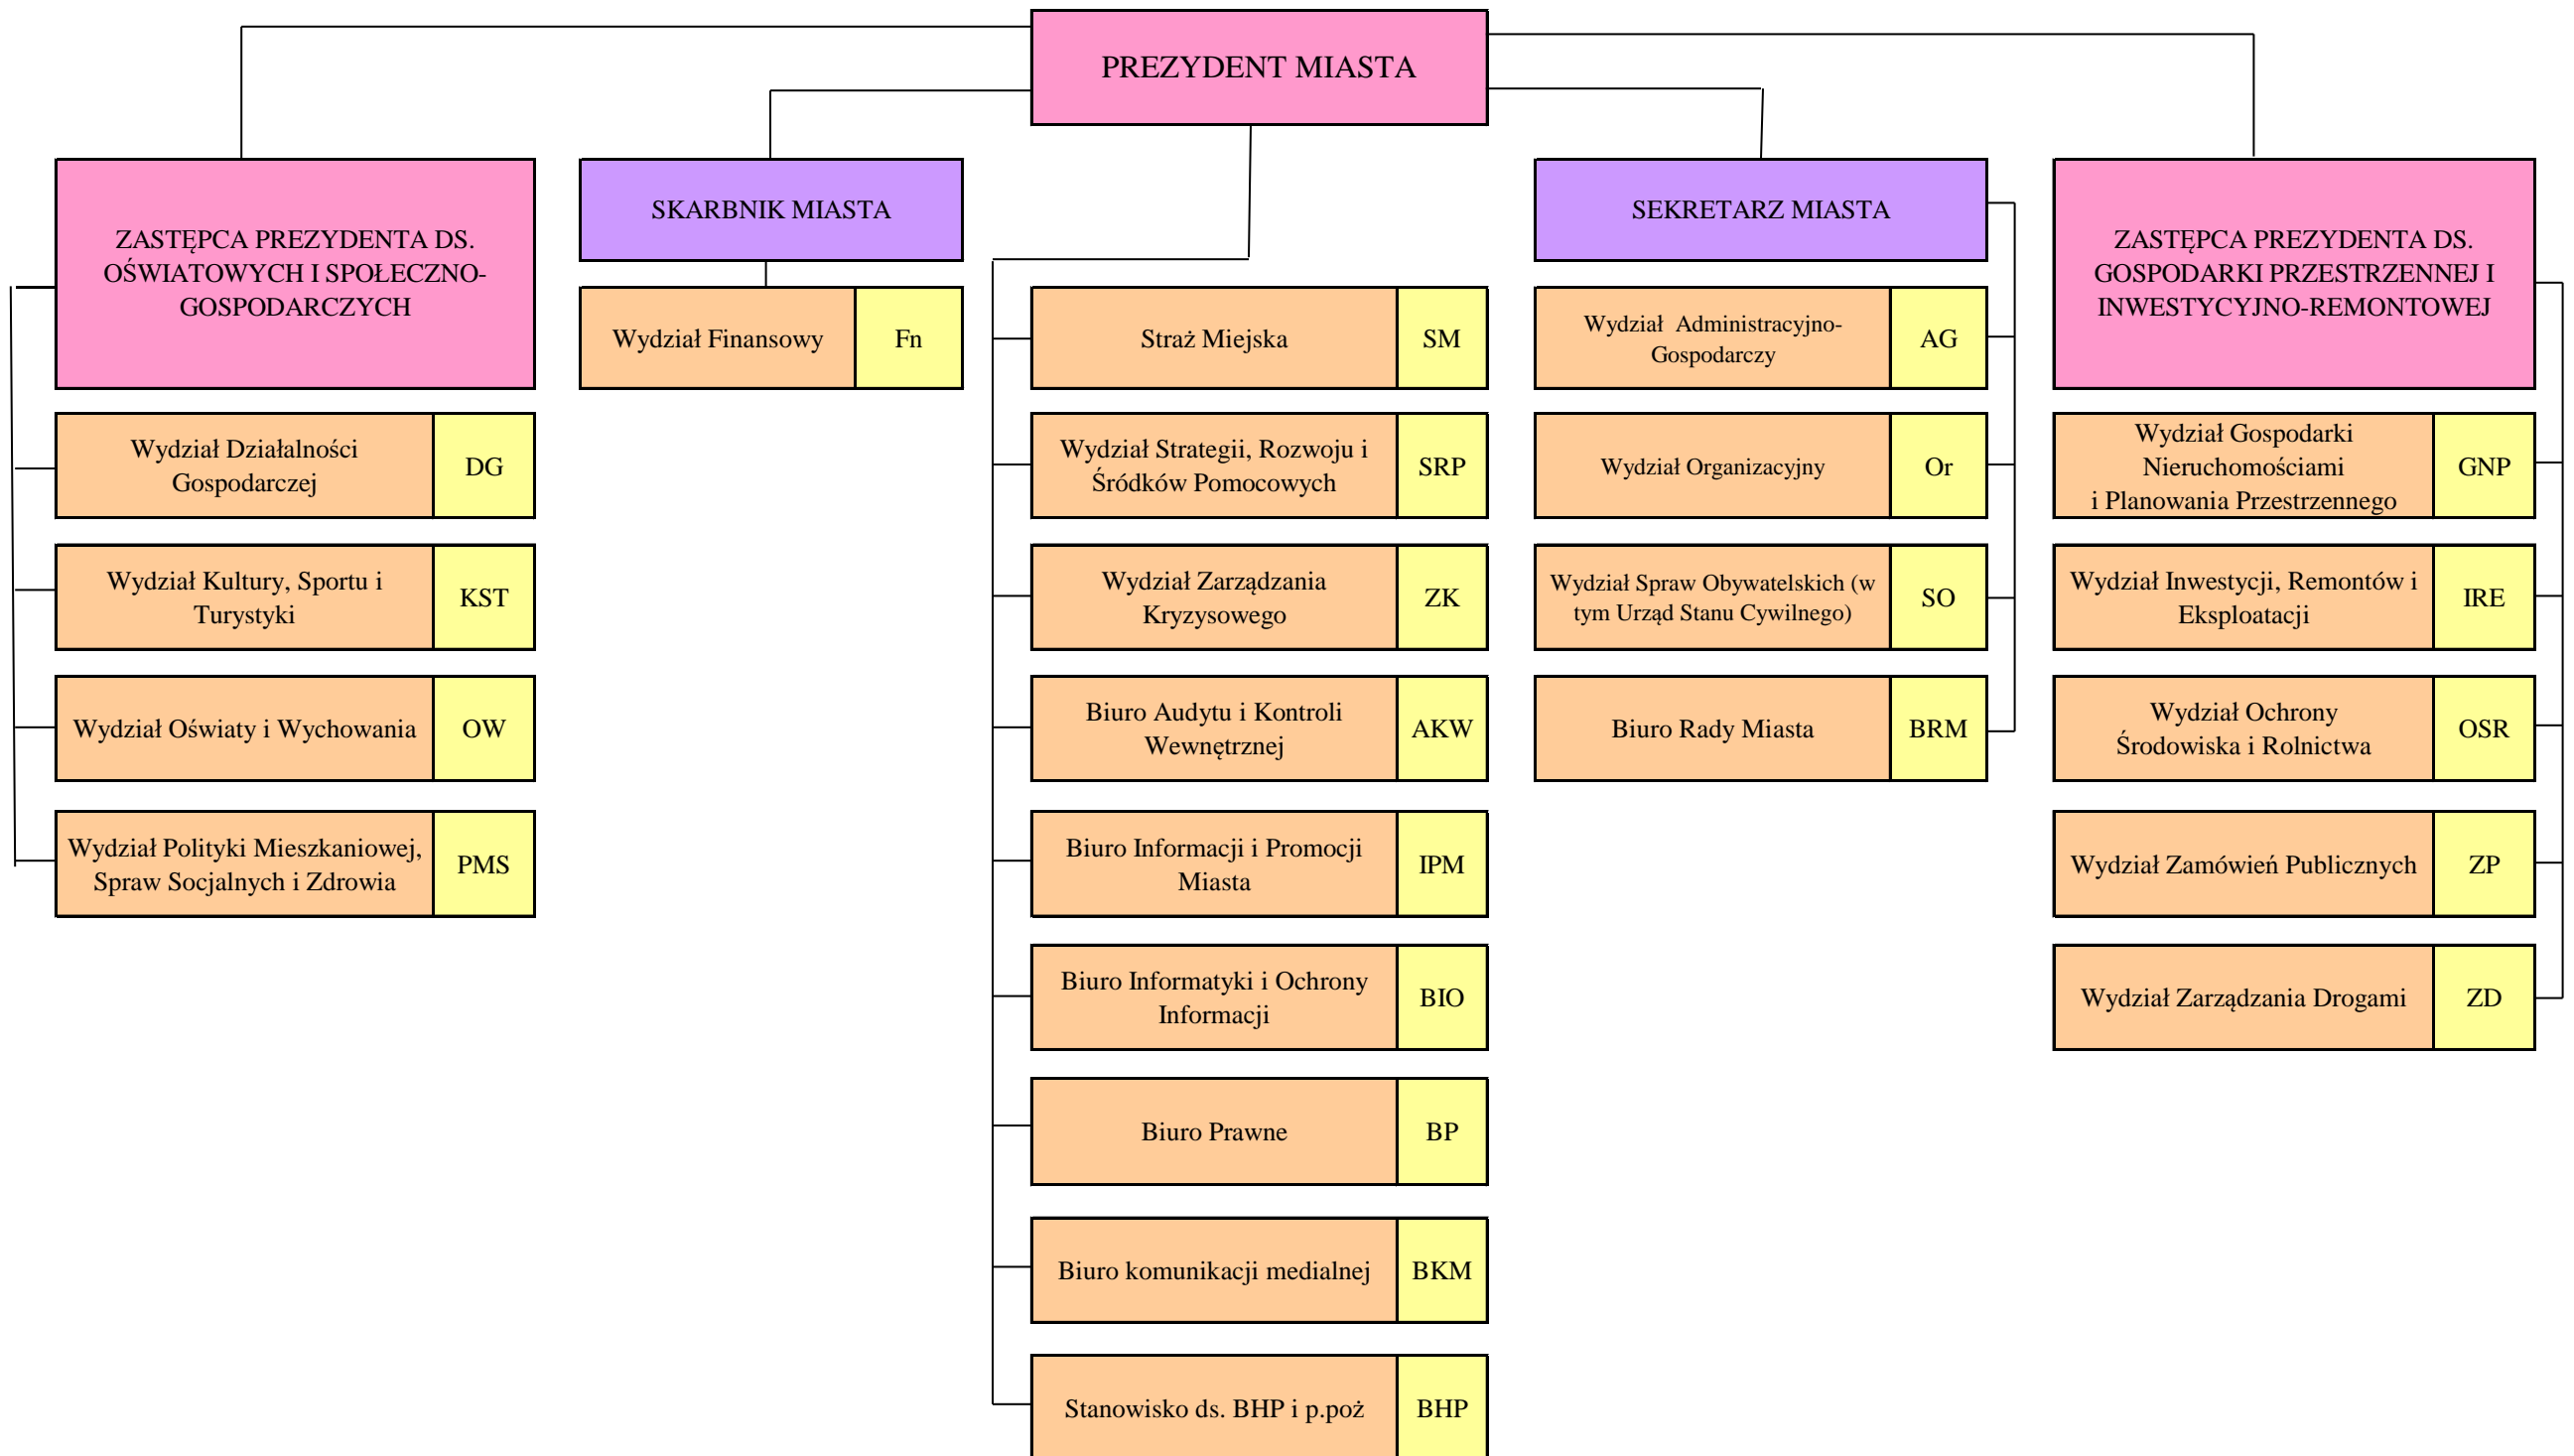 PREZYDENT MIASTA
ZASTĘPCA PREZYDENTA DS.
OŚWIATOWYCH I SPOŁECZNO-
GOSPODARCZYCH
Wydział Działalności
Gospodarczej
DG
Wydział Kultury, Sportu i
Turystyki
KST
Wydział Oświaty i Wychowania
OW
Wydział Polityki Mieszkaniowej,
Spraw Socjalnych i Zdrowia
PMS
SKARBNIK MIASTA
Wydział Finansowy
Fn
Straż Miejska
SM
Wydział Strategii, Rozwoju i
Śródków Pomocowych
SRP
Wydział Zarządzania
Kryzysowego
ZK
Biuro Audytu i Kontroli
Wewnętrznej
AKW
Biuro Informacji i Promocji
Miasta
IPM
Biuro Informatyki i Ochrony
Informacji
BIO
Biuro Prawne
BP
Biuro komunikacji medialnej
BKM
Stanowisko ds. BHP i p.poż
BHP
SEKRETARZ MIASTA
Wydział Administracyjno-
Gospodarczy
AG
Wydział Organizacyjny
Or
Wydział Spraw Obywatelskich (w
tym Urząd Stanu Cywilnego)
SO
Biuro Rady Miasta
BRM
ZASTĘPCA PREZYDENTA DS.
GOSPODARKI PRZESTRZENNEJ I
INWESTYCYJNO-REMONTOWEJ
Wydział Gospodarki
Nieruchomościami
i Planowania Przestrzennego
GNP
Wydział Inwestycji, Remontów i
Eksploatacji
IRE
Wydział Ochrony
Środowiska i Rolnictwa
OSR
Wydział Zamówień Publicznych
ZP
Wydział Zarządzania Drogami
ZD